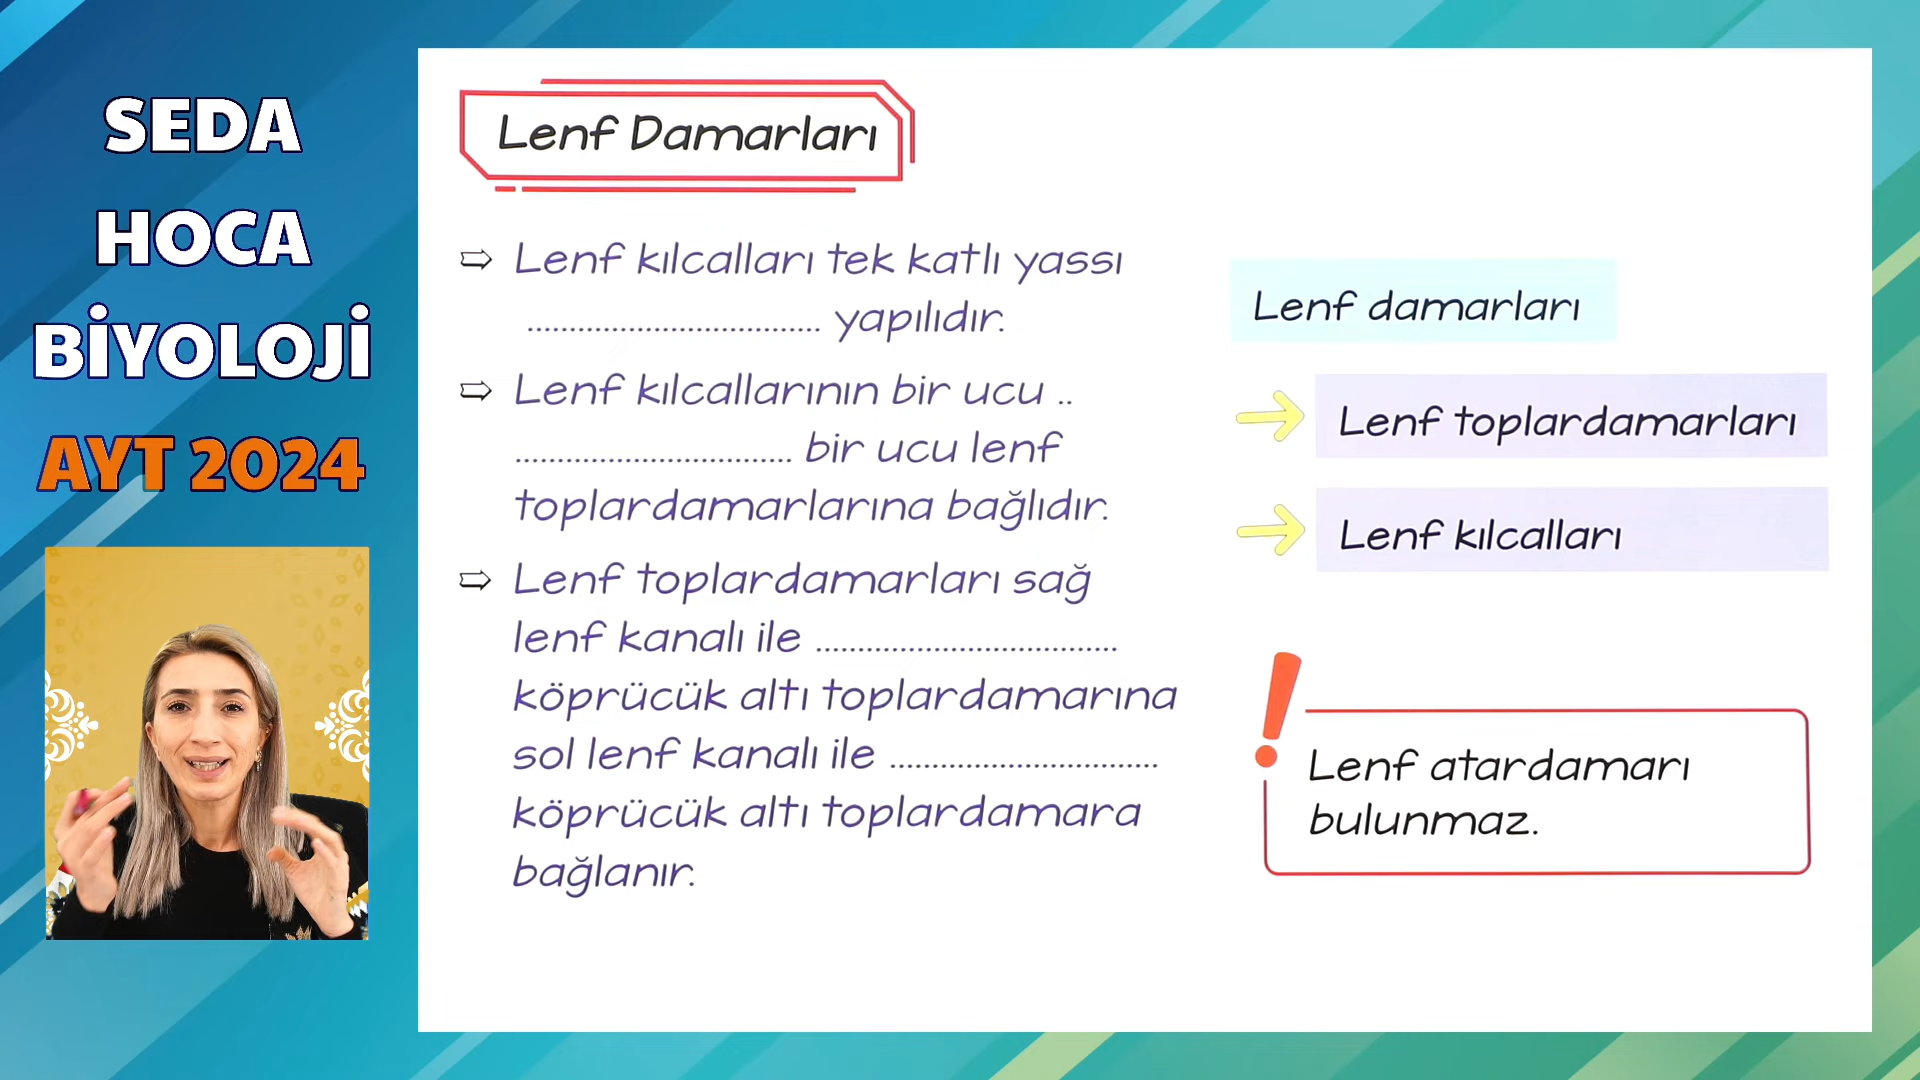 SEDA
HOCA
BİYOLOJİ
AYT 2024
Lenf Damarları
⇨ Lenf kılcalları tek katlı yassı
................................... yapılıdır.
⇨ Lenf kılcallarının bir ucu ..
................................. bir ucu lenf
toplardamarlarına bağlıdır.
⇨ Lenf toplardamarları sağ
lenf kanalı ile ....................................
köprücük altı toplardamarına
sol lenf kanalı ile ................................
köprücük altı toplardamara
bağlanır.
Lenf damarları
→ Lenf toplardamarları
→ Lenf kılcalları
! Lenf atardamarı
bulunmaz.